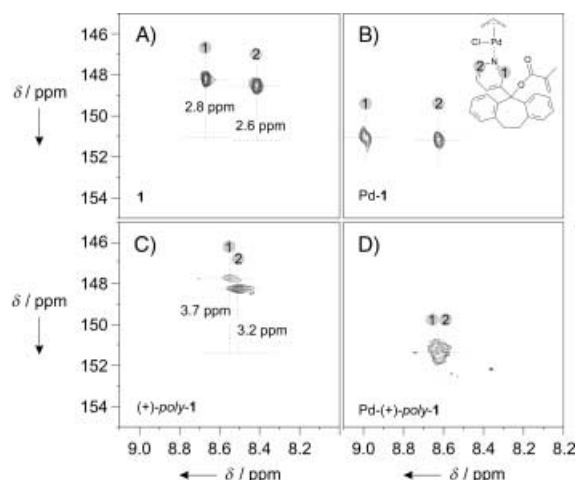 A)
B)
146
148
150
152
154
δ / ppm
1
2
2.8 ppm
2.6 ppm
1
1
2
Pd-1
Cl
Pd
N
2
1
O
O
C)
D)
146
148
150
152
154
δ / ppm
1
2
3.7 ppm
3.2 ppm
(+)-poly-1
1 2
Pd-(+)-poly-1
9.0 8.8 8.6 8.4 8.2
9.0 8.8 8.6 8.4 8.2
δ / ppm
δ / ppm